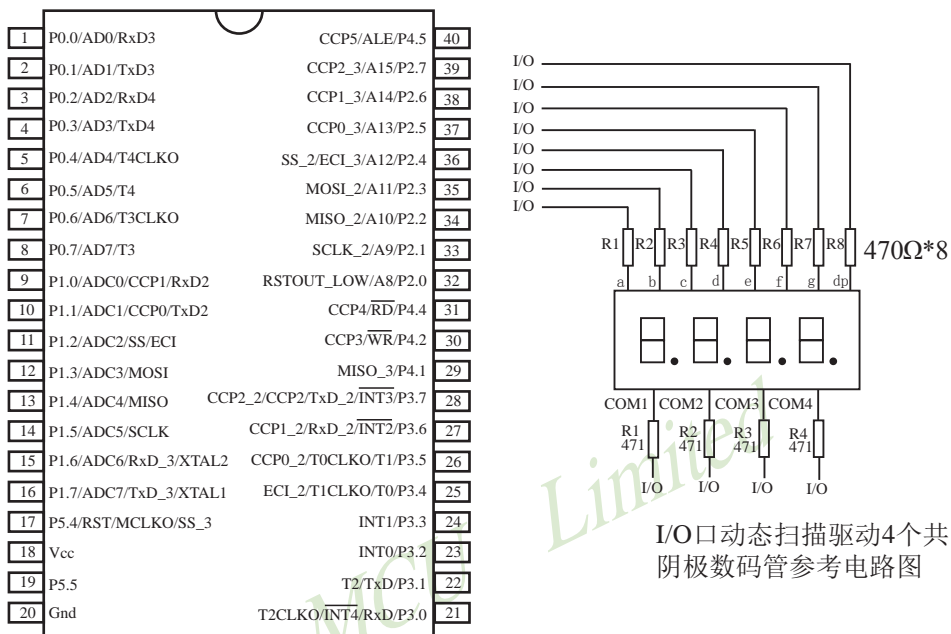 1 P0.0/AD0/RxD3
2 P0.1/AD1/TxD3
3 P0.2/AD2/RxD4
4 P0.3/AD3/TxD4
5 P0.4/AD4/T4CLKO
6 P0.5/AD5/T4
7 P0.6/AD6/T3CLKO
8 P0.7/AD7/T3
9 P1.0/ADC0/CCP1/RxD2
10 P1.1/ADC1/CCP0/TxD2
11 P1.2/ADC2/SS/ECI
12 P1.3/ADC3/MOSI
13 P1.4/ADC4/MISO
14 P1.5/ADC5/SCLK
15 P1.6/ADC6/RxD_3/XTAL2
16 P1.7/ADC7/TxD_3/XTAL1
17 P5.4/RST/MCLKO/SS_3
18 Vcc
19 P5.5
20 Gnd
CCP5/ALE/P4.5 40
CCP2_3/A15/P2.7 39
CCP1_3/A14/P2.6 38
CCP0_3/A13/P2.5 37
SS_2/ECI_3/A12/P2.4 36
MOSI_2/A11/P2.3 35
MISO_2/A10/P2.2 34
SCLK_2/A9/P2.1 33
RSTOUT_LOW/A8/P2.0 32
CCP4/RD/P4.4 31
CCP3/WR/P4.2 30
MISO_3/P4.1 29
CCP2_2/CCP2/TxD_2/INT3/P3.7 28
CCP1_2/RxD_2/INT2/P3.6 27
CCP0_2/T0CLKO/T1/P3.5 26
ECI_2/T1CLKO/T0/P3.4 25
INT1/P3.3 24
INT0/P3.2 23
T2/TxD/P3.1 22
T2CLKO/INT4/RxD/P3.0 21
I/O
I/O
I/O
I/O
I/O
I/O
I/O
I/O
R1 R2 R3 R4 R5 R6 R7 R8 470Ω*8
a b c d e f g dp
COM1 COM2 COM3 COM4
R1 R2 R3 R4
471 471 471 471
I/O I/O I/O I/O
I/O口动态扫描驱动4个共
阴极数码管参考电路图
MCU Limited